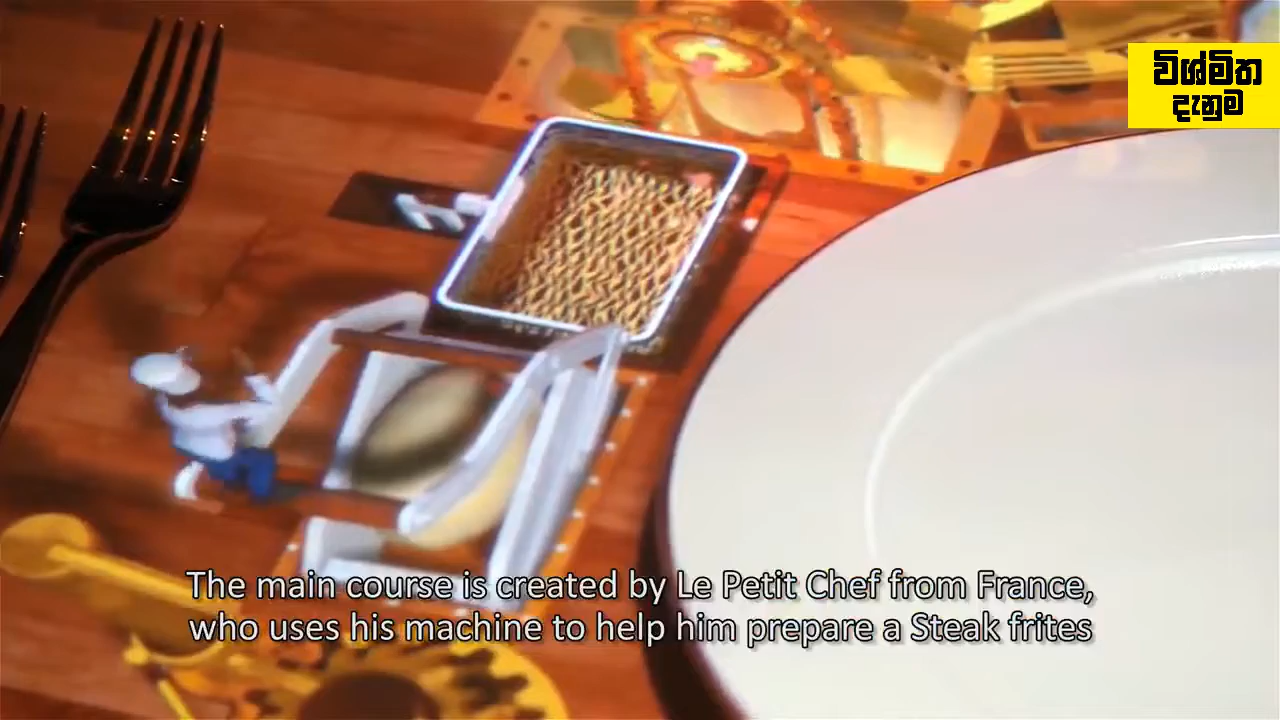 විශ්මිත
දැනුම
The main course is created by Le Petit Chef from France,
who uses his machine to help him prepare a Steak frites